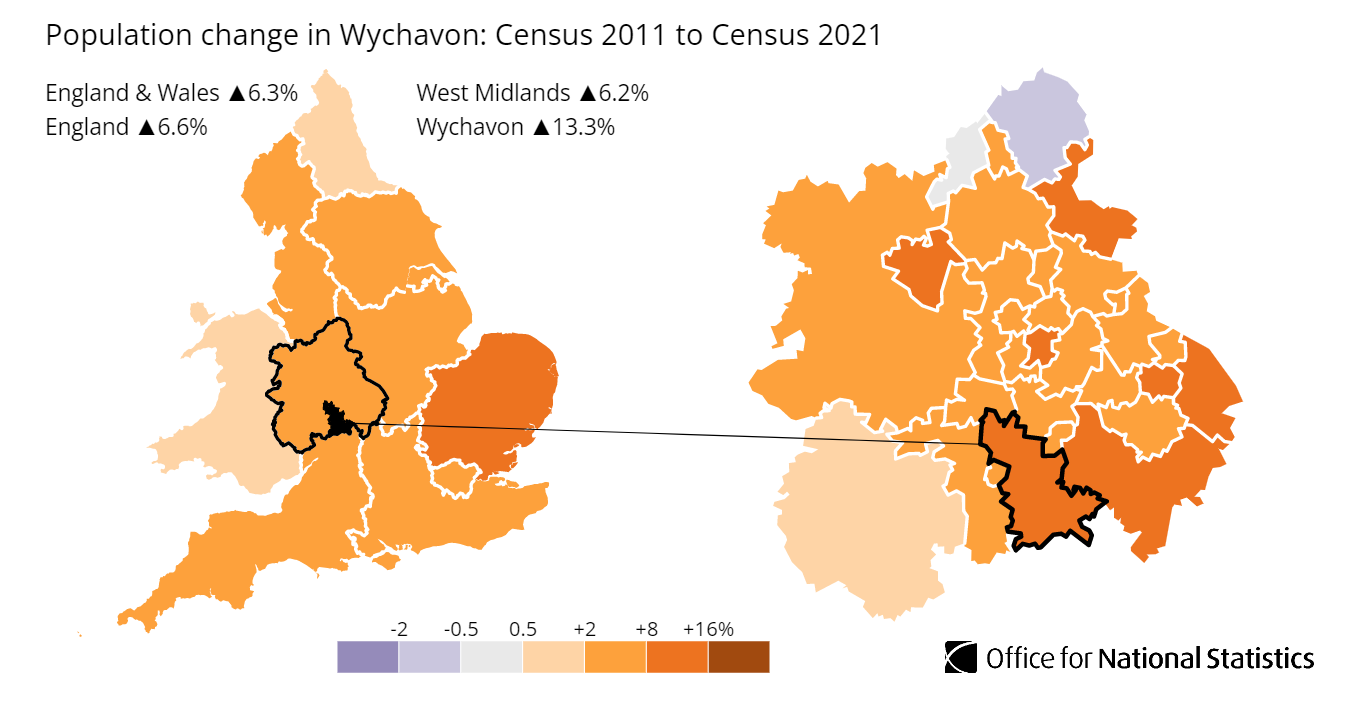 Population change in Wychavon: Census 2011 to Census 2021
England & Wales ▲6.3%
West Midlands ▲6.2%
England ▲6.6%
Wychavon ▲13.3%
-2 -0.5 0.5 +2 +8 +16%
Office for National Statistics